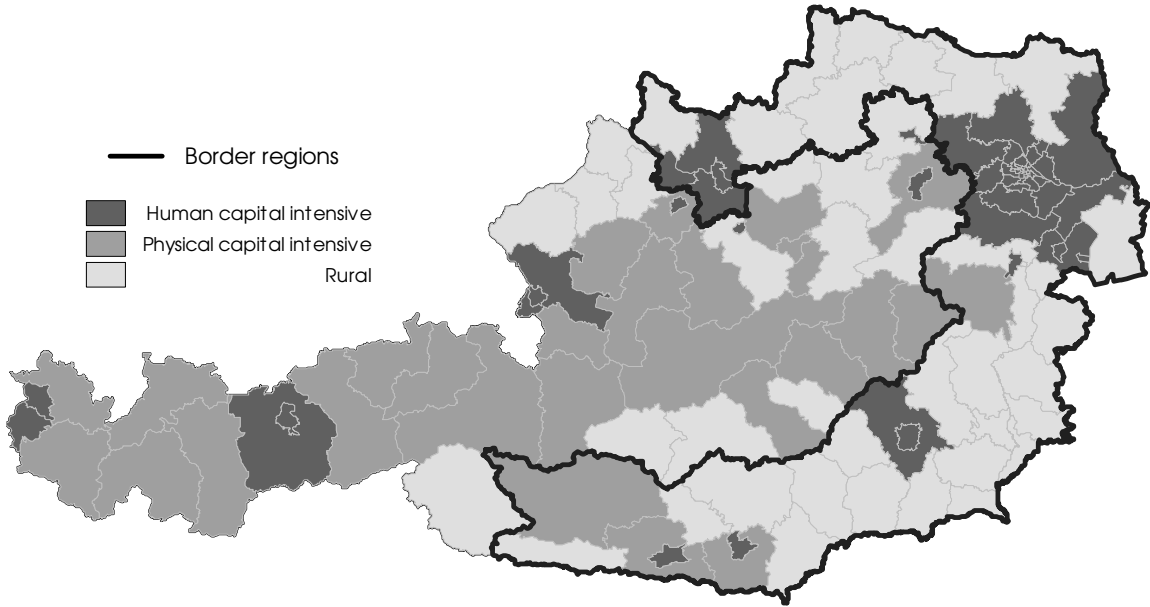 Border regions
Human capital intensive
Physical capital intensive
Rural